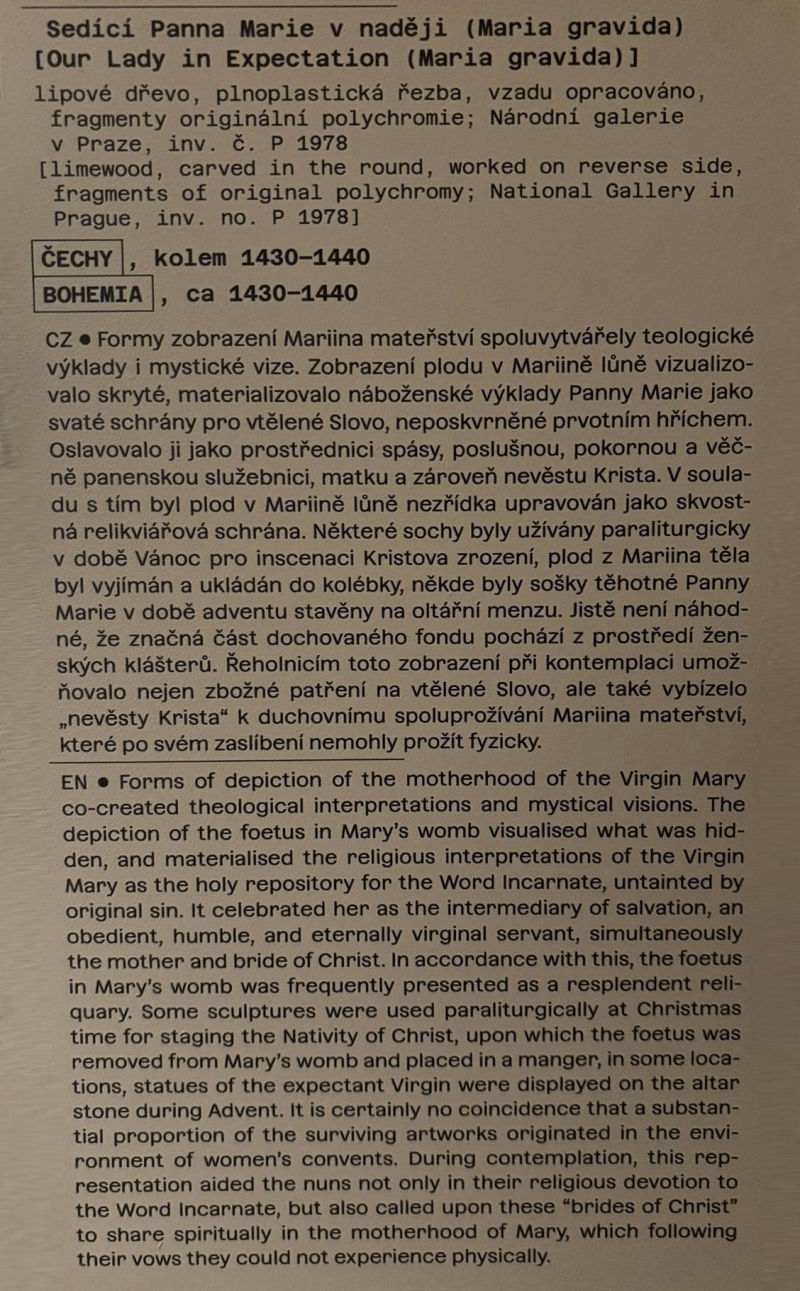 Sedící Panna Marie v naději (Maria gravida)
[Our Lady in Expectation (Maria gravida)]
lipové dřevo, plnoplastická řezba, vzadu opracováno,
fragmenty originální polychromie; Národní galerie
v Praze, inv. č. P 1978
[limewood, carved in the round, worked on reverse side,
fragments of original polychromy; National Gallery in
Prague, inv. no. P 1978]
ČECHY, kolem 1430–1440
BOHEMIA, ca 1430–1440
CZ ● Formy zobrazení Mariina mateřství spoluvytvářely teologické
výklady i mystické vize. Zobrazení plodu v Mariině lůně vizualizo-
valo skryté, materializovalo náboženské výklady Panny Marie jako
svaté schrány pro vtělené Slovo, neposkvrněné prvotním hříchem.
Oslavovalo ji jako prostřednici spásy, poslušnou, pokornou a věč-
ně panenskou služebnici, matku a zároveň nevěstu Krista. V soula-
du s tím byl plod v Mariině lůně nezřídka upravován jako skvost-
ná relikviářová schrána. Některé sochy byly užívány paraliturgicky
v době Vánoc pro inscenaci Kristova zrození, plod z Mariina těla
byl vyjímán a ukládán do kolébky, někde byly sošky těhotné Panny
Marie v době adventu stavěny na oltářní menzu. Jistě není náhod-
né, že značná část dochovaného fondu pochází z prostředí žen-
ských klášterů. Řeholnicím toto zobrazení při kontemplaci umož-
ňovalo nejen zbožné patření na vtělené Slovo, ale také vybízelo
„nevěsty Krista“ k duchovnímu spoluprožívání Mariina mateřství,
které po svém zaslíbení nemohly prožít fyzicky.
EN ● Forms of depiction of the motherhood of the Virgin Mary
co-created theological interpretations and mystical visions. The
depiction of the foetus in Mary's womb visualised what was hid-
den, and materialised the religious interpretations of the Virgin
Mary as the holy repository for the Word Incarnate, untainted by
original sin. It celebrated her as the intermediary of salvation, an
obedient, humble, and eternally virginal servant, simultaneously
the mother and bride of Christ. In accordance with this, the foetus
in Mary's womb was frequently presented as a resplendent reli-
quary. Some sculptures were used paraliturgically at Christmas
time for staging the Nativity of Christ, upon which the foetus was
removed from Mary's womb and placed in a manger, in some loca-
tions, statues of the expectant Virgin were displayed on the altar
stone during Advent. It is certainly no coincidence that a substan-
tial proportion of the surviving artworks originated in the envi-
ronment of women's convents. During contemplation, this rep-
resentation aided the nuns not only in their religious devotion to
the Word Incarnate, but also called upon these “brides of Christ”
to share spiritually in the motherhood of Mary, which following
their vows they could not experience physically.